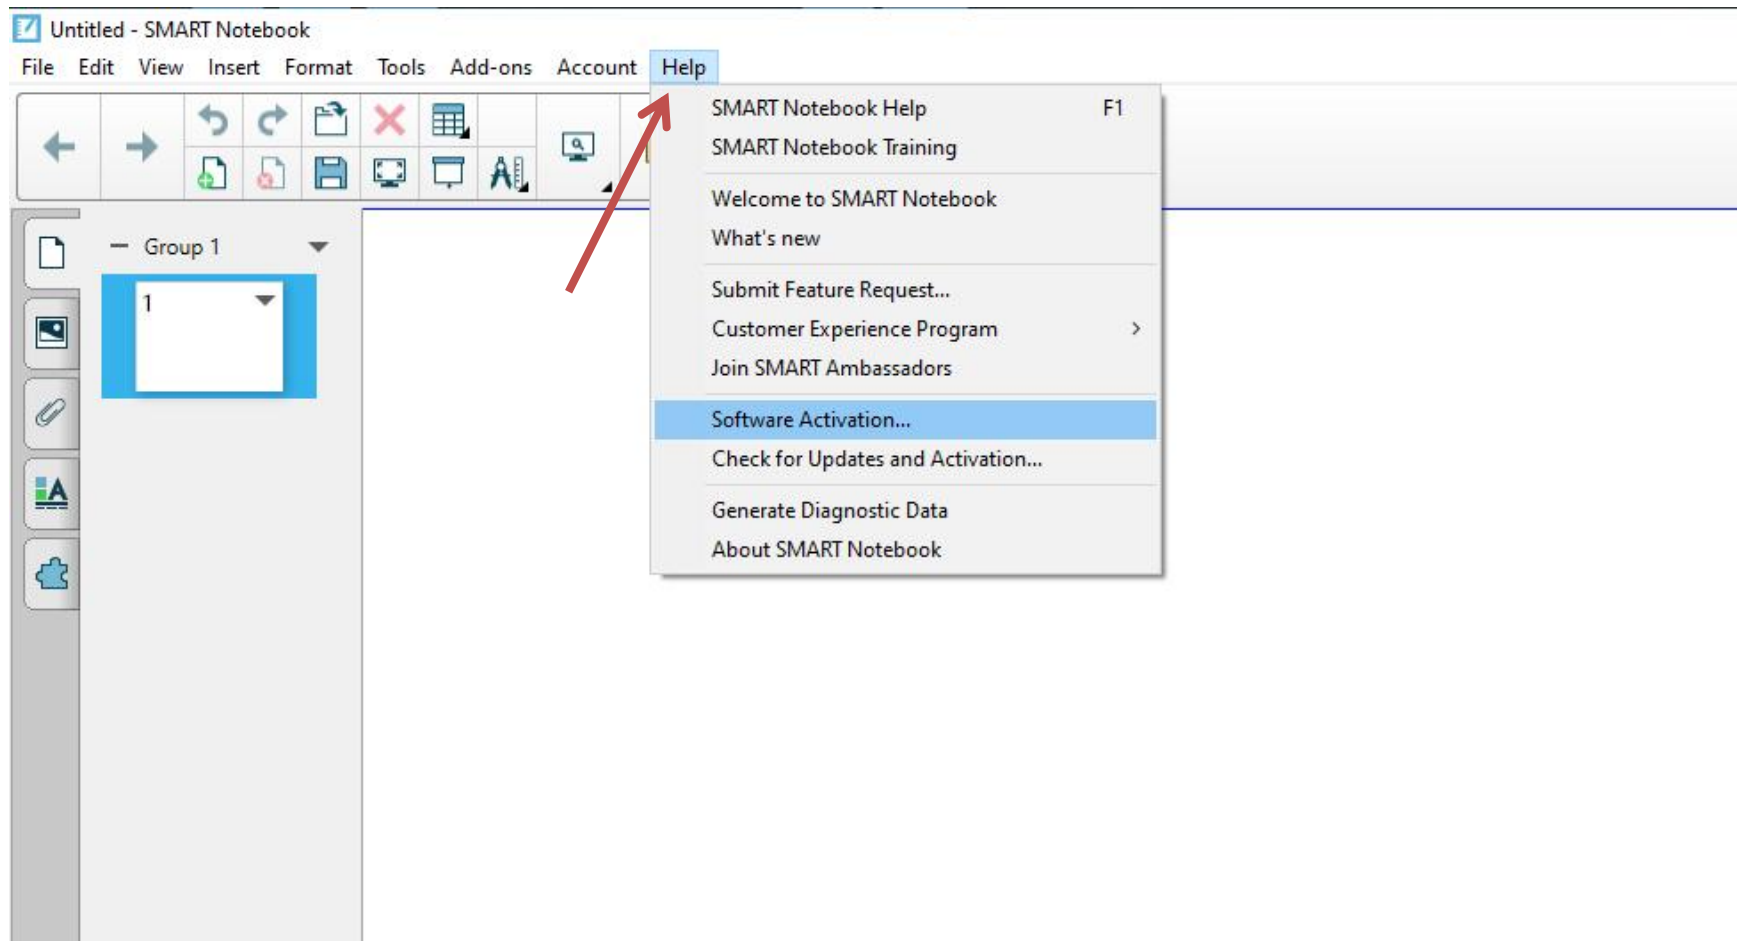 Untitled - SMART Notebook
File Edit View Insert Format Tools Add-ons Account Help
SMART Notebook Help F1
SMART Notebook Training
Welcome to SMART Notebook
What's new
Submit Feature Request...
Customer Experience Program
Join SMART Ambassadors
Software Activation...
Check for Updates and Activation...
Generate Diagnostic Data
About SMART Notebook
Group 1
1